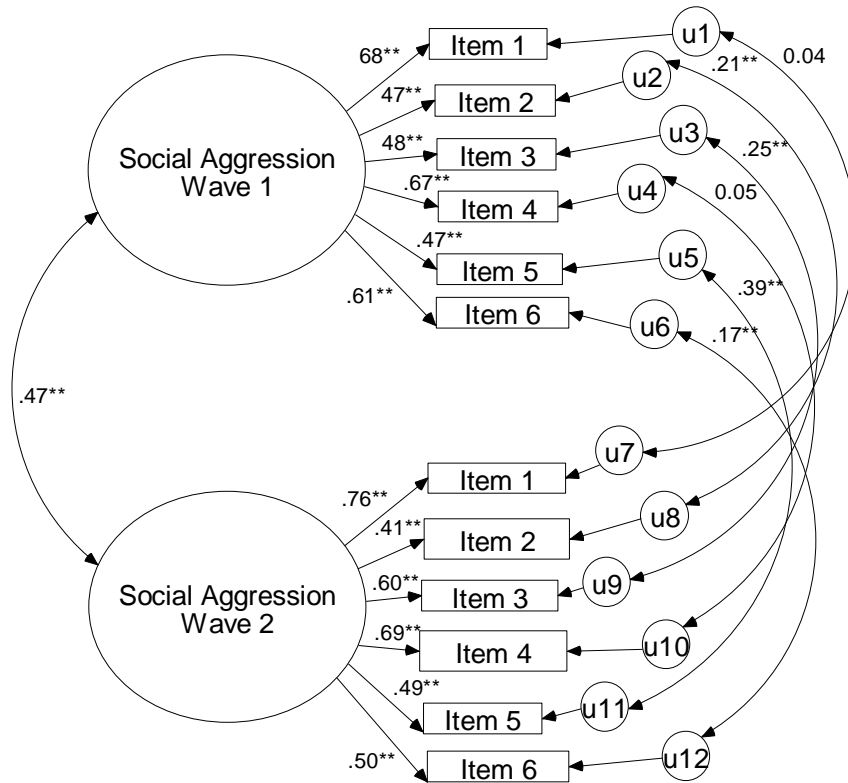 68** Item 1 u1 0.04
47** Item 2 u2 .21**
48** Item 3 u3 .25**
Social Aggression
Wave 1
.67** Item 4 u4 0.05
.47** Item 5 u5 .39**
.61** Item 6 u6 .17**
.47**
.76** Item 1 u7
.41** Item 2 u8
.60** Item 3 u9
Social Aggression
Wave 2
.69** Item 4 u10
.49** Item 5 u11
.50** Item 6 u12